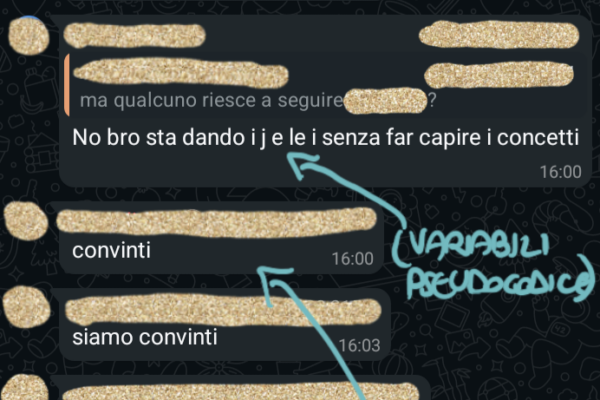 ma qualcuno riesce a seguire ?
No bro sta dando i j e le i senza far capire i concetti
16:00
convinti
16:00
(VARIABILI
PSEUDOCODICE)
siamo convinti
16:03